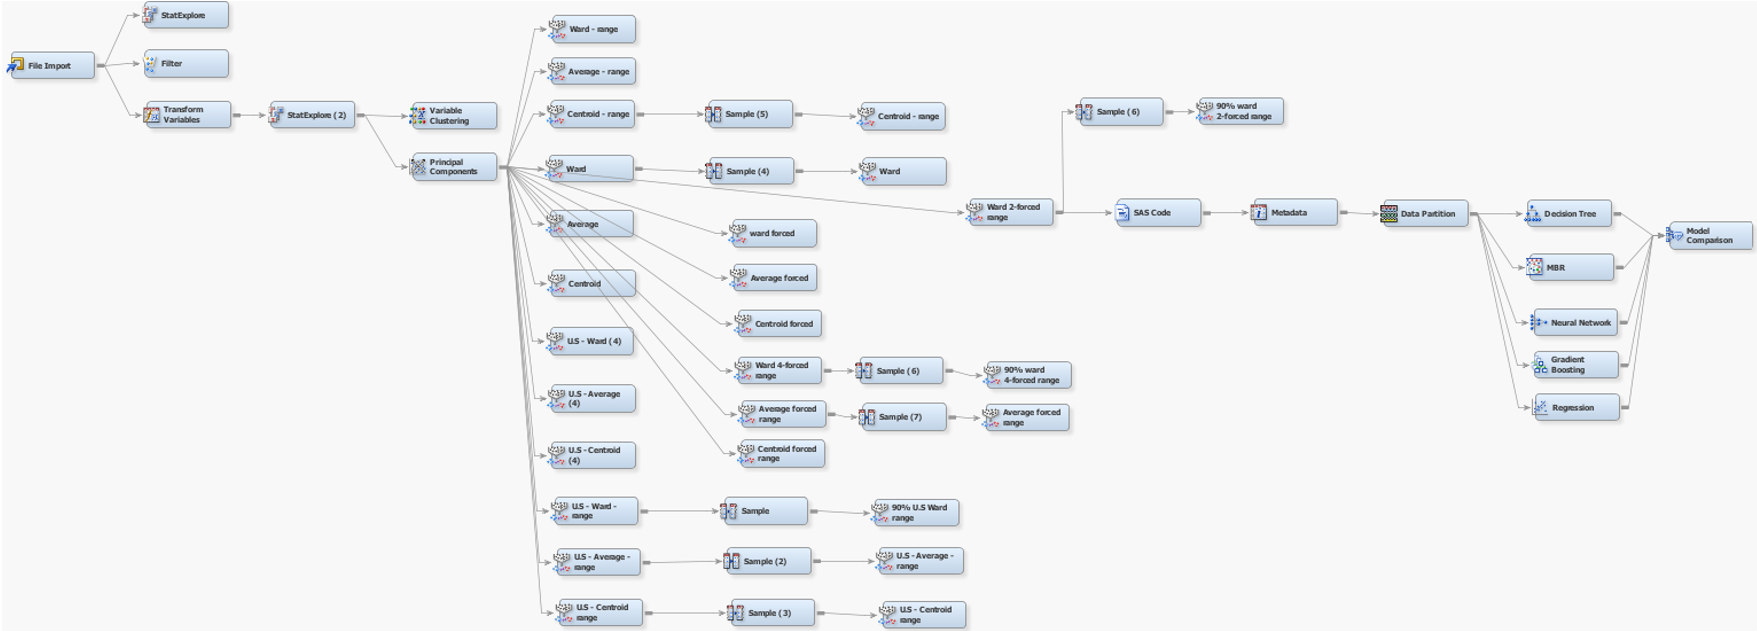 StatExplore
File Import
Filter
Transform
Variables
StatExplore (2)
Variable
Clustering
Principal
Components
Ward - range
Average - range
Centroid - range
Sample (5)
Centroid - range
Ward
Sample (4)
Ward
Average
Centroid
U.S - Ward (4)
U.S - Average
(4)
U.S - Centroid
(4)
U.S - Ward -
range
Sample
90% U.S Ward
range
U.S - Average -
range
Sample (2)
U.S - Average -
range
U.S - Centroid
range
Sample (3)
U.S - Centroid
range
ward forced
Average forced
Centroid forced
Ward 4-forced
range
Sample (6)
90% ward
4-forced range
Average forced
range
Sample (7)
Average forced
range
Centroid forced
range
Ward 2-forced
range
Sample (6)
90% ward
2-forced range
SAS Code
Metadata
Data Partition
Decision Tree
MBR
Neural Network
Gradient
Boosting
Regression
Model
Comparison